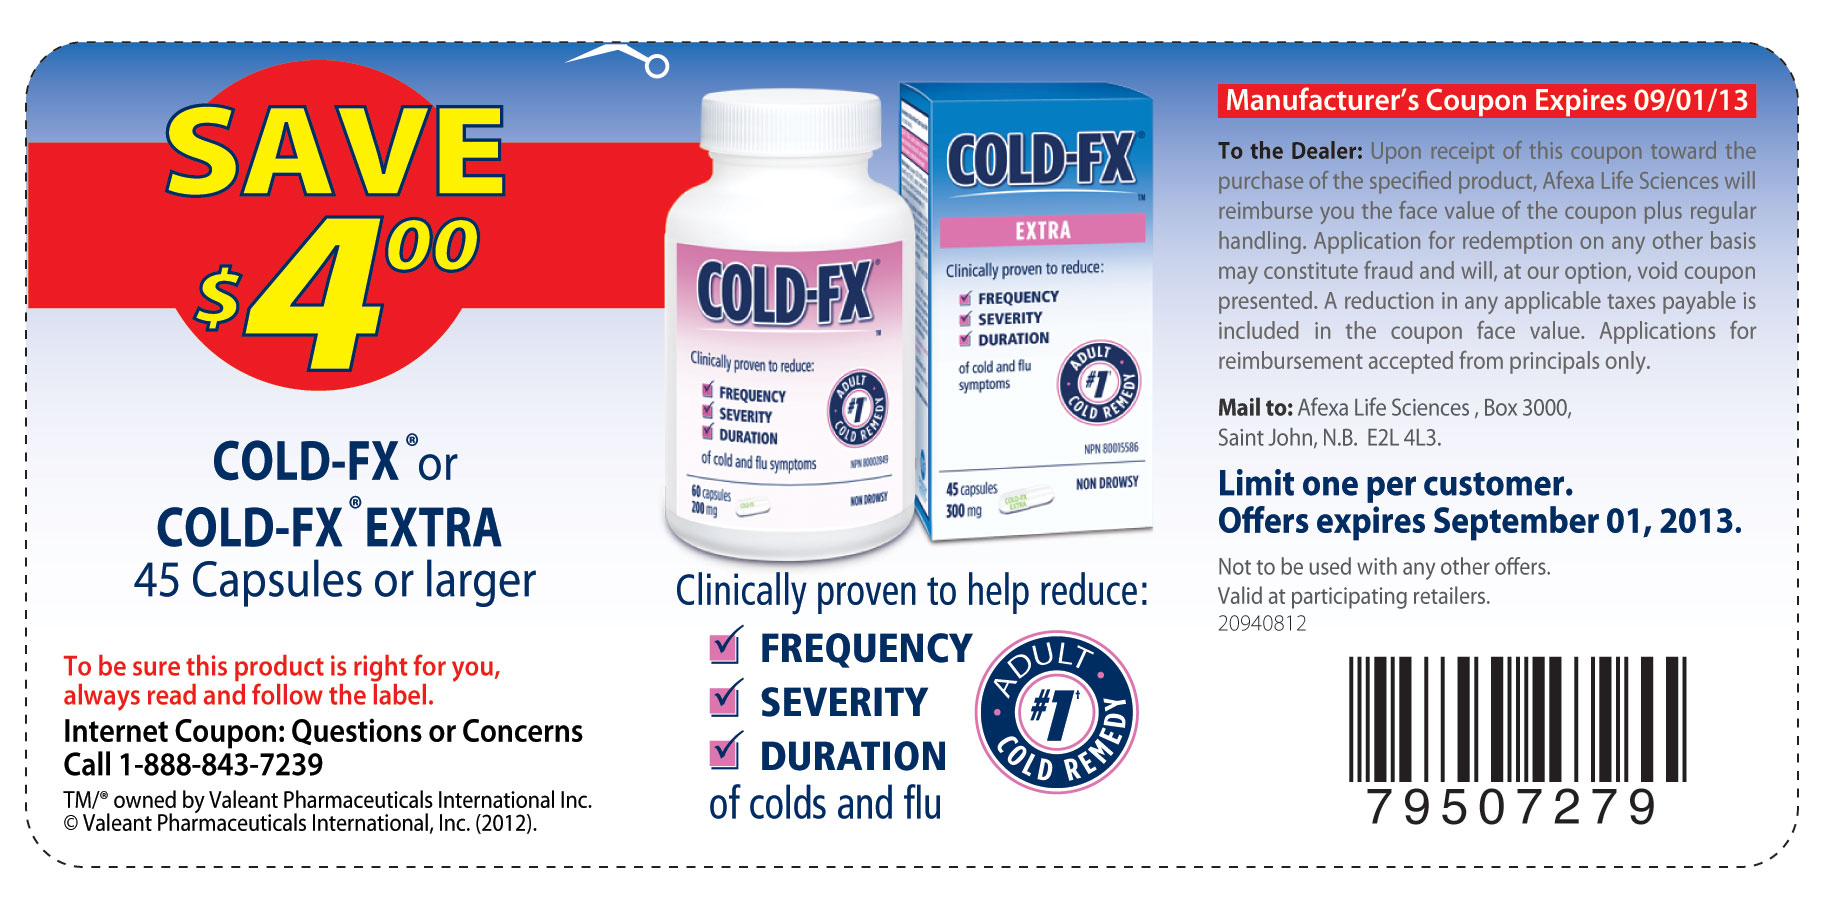 SAVE
$4.00
COLD-FX® or
COLD-FX® EXTRA
45 Capsules or larger
To be sure this product is right for you,
always read and follow the label.
Internet Coupon: Questions or Concerns
Call 1-888-843-7239
TM/® owned by Valeant Pharmaceuticals International Inc.
© Valeant Pharmaceuticals International, Inc. (2012).
COLD-FX®
™
Clinically proven to reduce:
FREQUENCY
SEVERITY
DURATION
of cold and flu symptoms
ADULT
#1†
COLD REMEDY
NPN 80002849
60 capsules
200 mg
COLD-FX
NON DROWSY
COLD-FX®
™
EXTRA
Clinically proven to reduce:
FREQUENCY
SEVERITY
DURATION
of cold and flu
symptoms
ADULT
#1†
COLD REMEDY
NPN 80015586
45 capsules
300 mg
COLD-FX
EXTRA
NON DROWSY
Clinically proven to help reduce:
FREQUENCY
SEVERITY
DURATION
of colds and flu
ADULT
#1†
COLD REMEDY
Manufacturer's Coupon Expires 09/01/13
To the Dealer: Upon receipt of this coupon toward the
purchase of the specified product, Afexa Life Sciences will
reimburse you the face value of the coupon plus regular
handling. Application for redemption on any other basis
may constitute fraud and will, at our option, void coupon
presented. A reduction in any applicable taxes payable is
included in the coupon face value. Applications for
reimbursement accepted from principals only.
Mail to: Afexa Life Sciences , Box 3000,
Saint John, N.B. E2L 4L3.
Limit one per customer.
Offers expires September 01, 2013.
Not to be used with any other offers.
Valid at participating retailers.
20940812
79507279